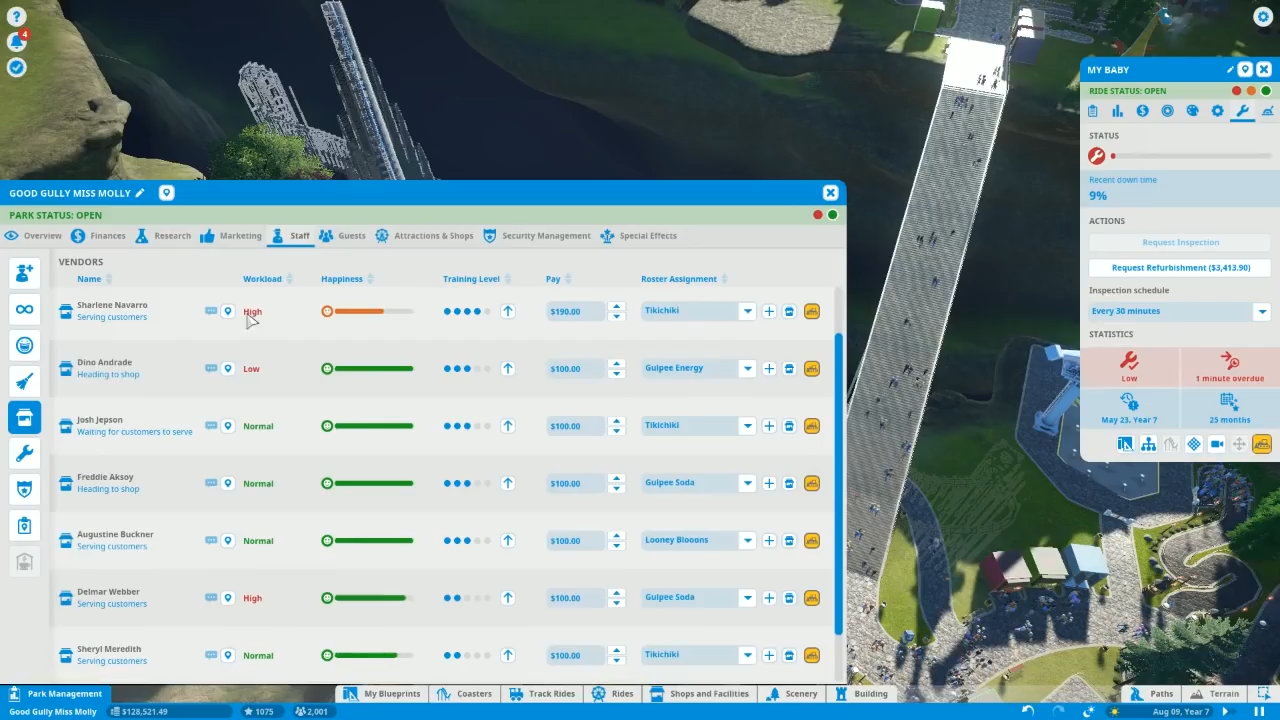 ?
4
GOOD GULLY MISS MOLLY
PARK STATUS: OPEN
Overview Finances Research Marketing Staff Guests Attractions & Shops Security Management Special Effects
VENDORS
Name Workload Happiness Training Level Pay Roster Assignment
Sharlene Navarro
Serving customers
High $190.00 Tikichiki
Dino Andrade
Heading to shop
Low $100.00 Gulpee Energy
Josh Jepson
Waiting for customers to serve
Normal $100.00 Tikichiki
Freddie Aksoy
Heading to shop
Normal $100.00 Gulpee Soda
Augustine Buckner
Serving customers
Normal $100.00 Looney Bloons
Delmar Webber
Serving customers
High $100.00 Gulpee Soda
Sheryl Meredith
Serving customers
Normal $100.00 Tikichiki
MY BABY
RIDE STATUS: OPEN
STATUS
Recent down time
9%
ACTIONS
Request Inspection
Request Refurbishment ($3,413.90)
Inspection schedule
Every 30 minutes
STATISTICS
Low 1 minute overdue
May 23, Year 7 25 months
Park Management My Blueprints Coasters Track Rides Rides Shops and Facilities Scenery Building Paths Terrain
Good Gully Miss Molly $128,521.49 1075 2,001 Aug 09, Year 7